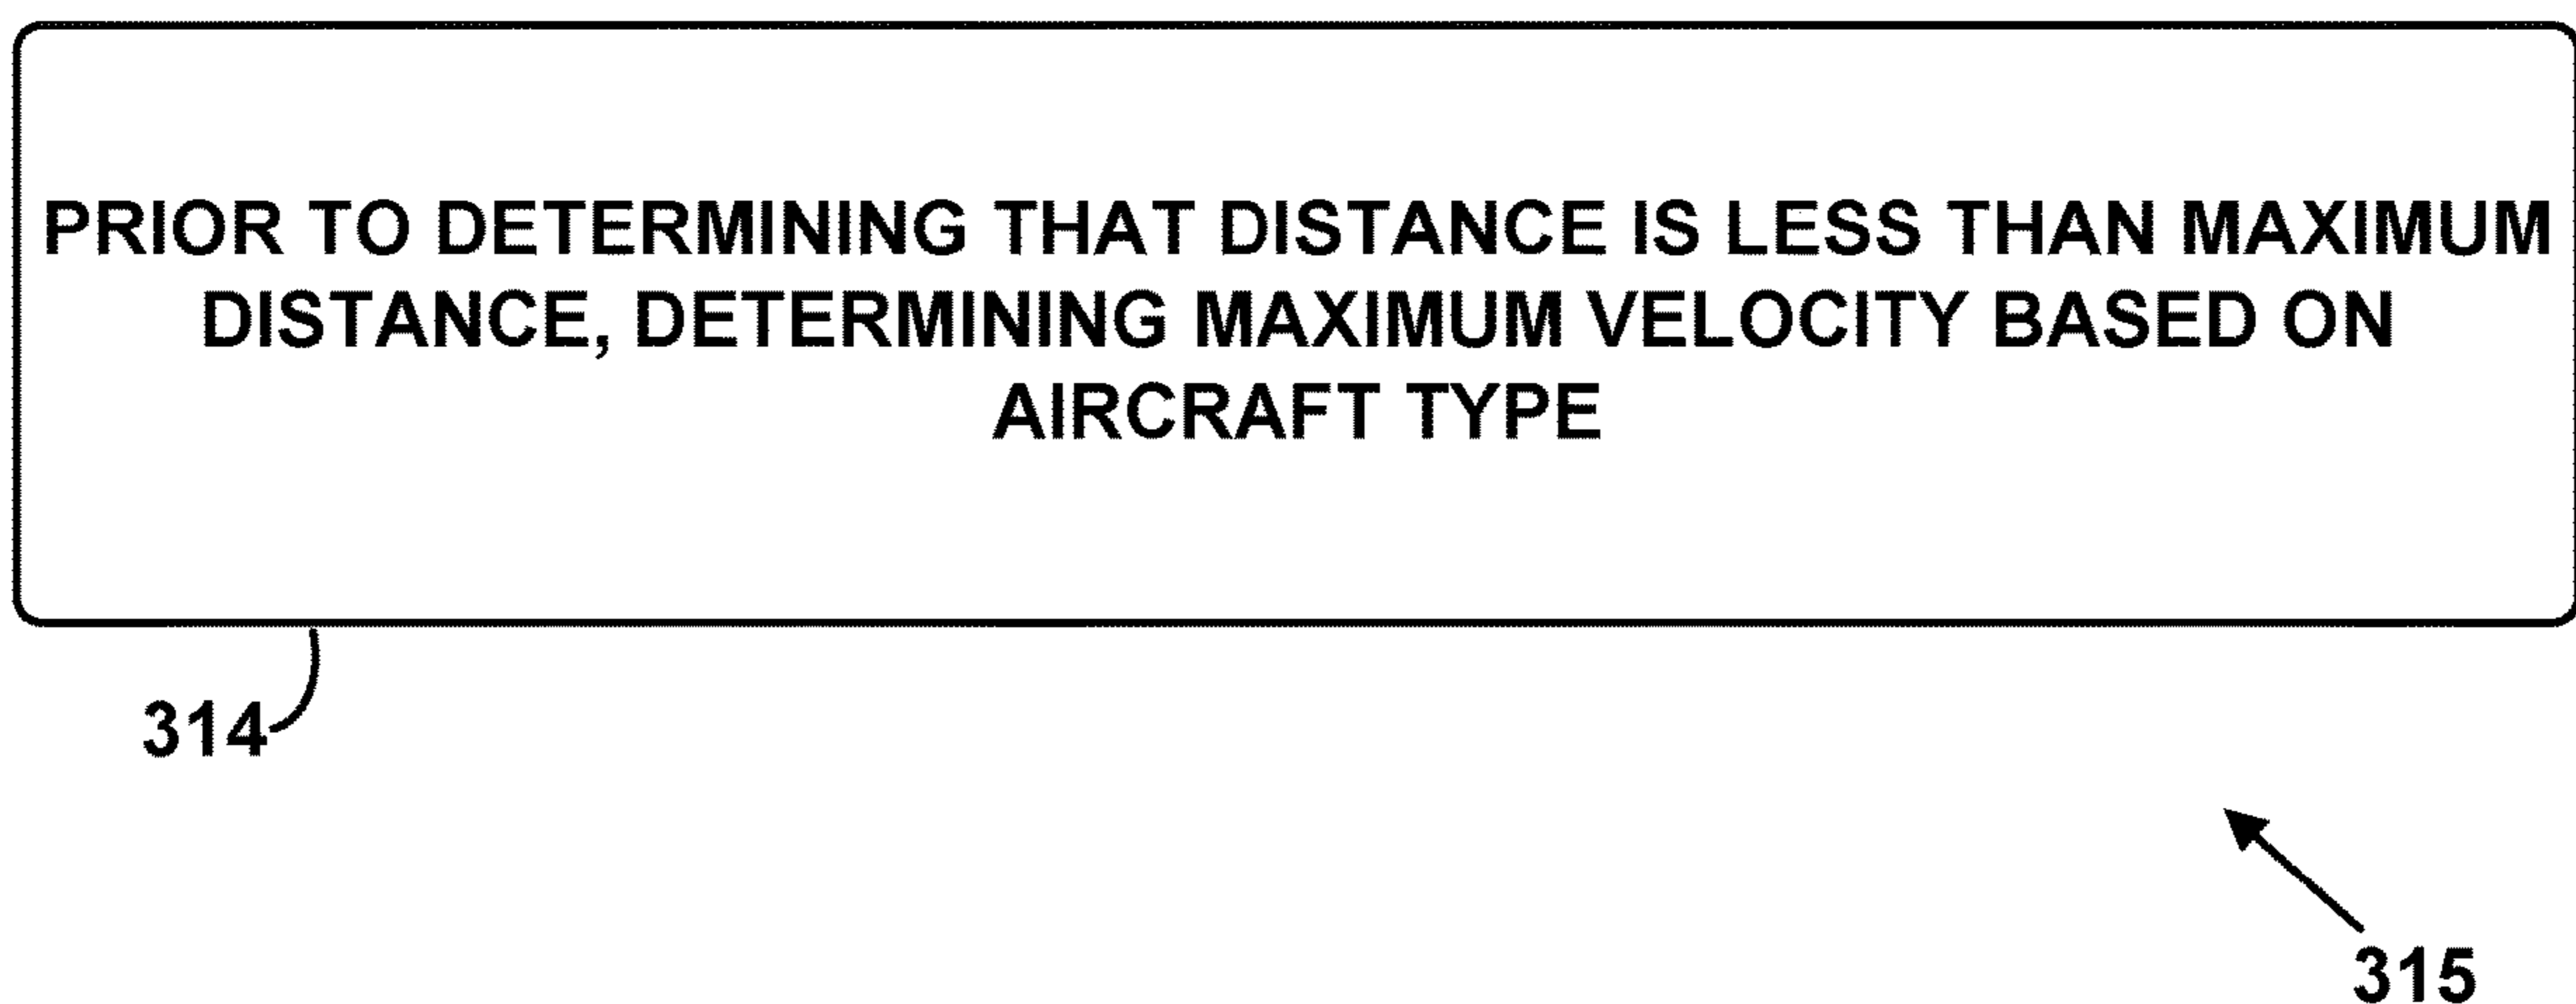 PRIOR TO DETERMINING THAT DISTANCE IS LESS THAN MAXIMUM
DISTANCE, DETERMINING MAXIMUM VELOCITY BASED ON
AIRCRAFT TYPE
314
315